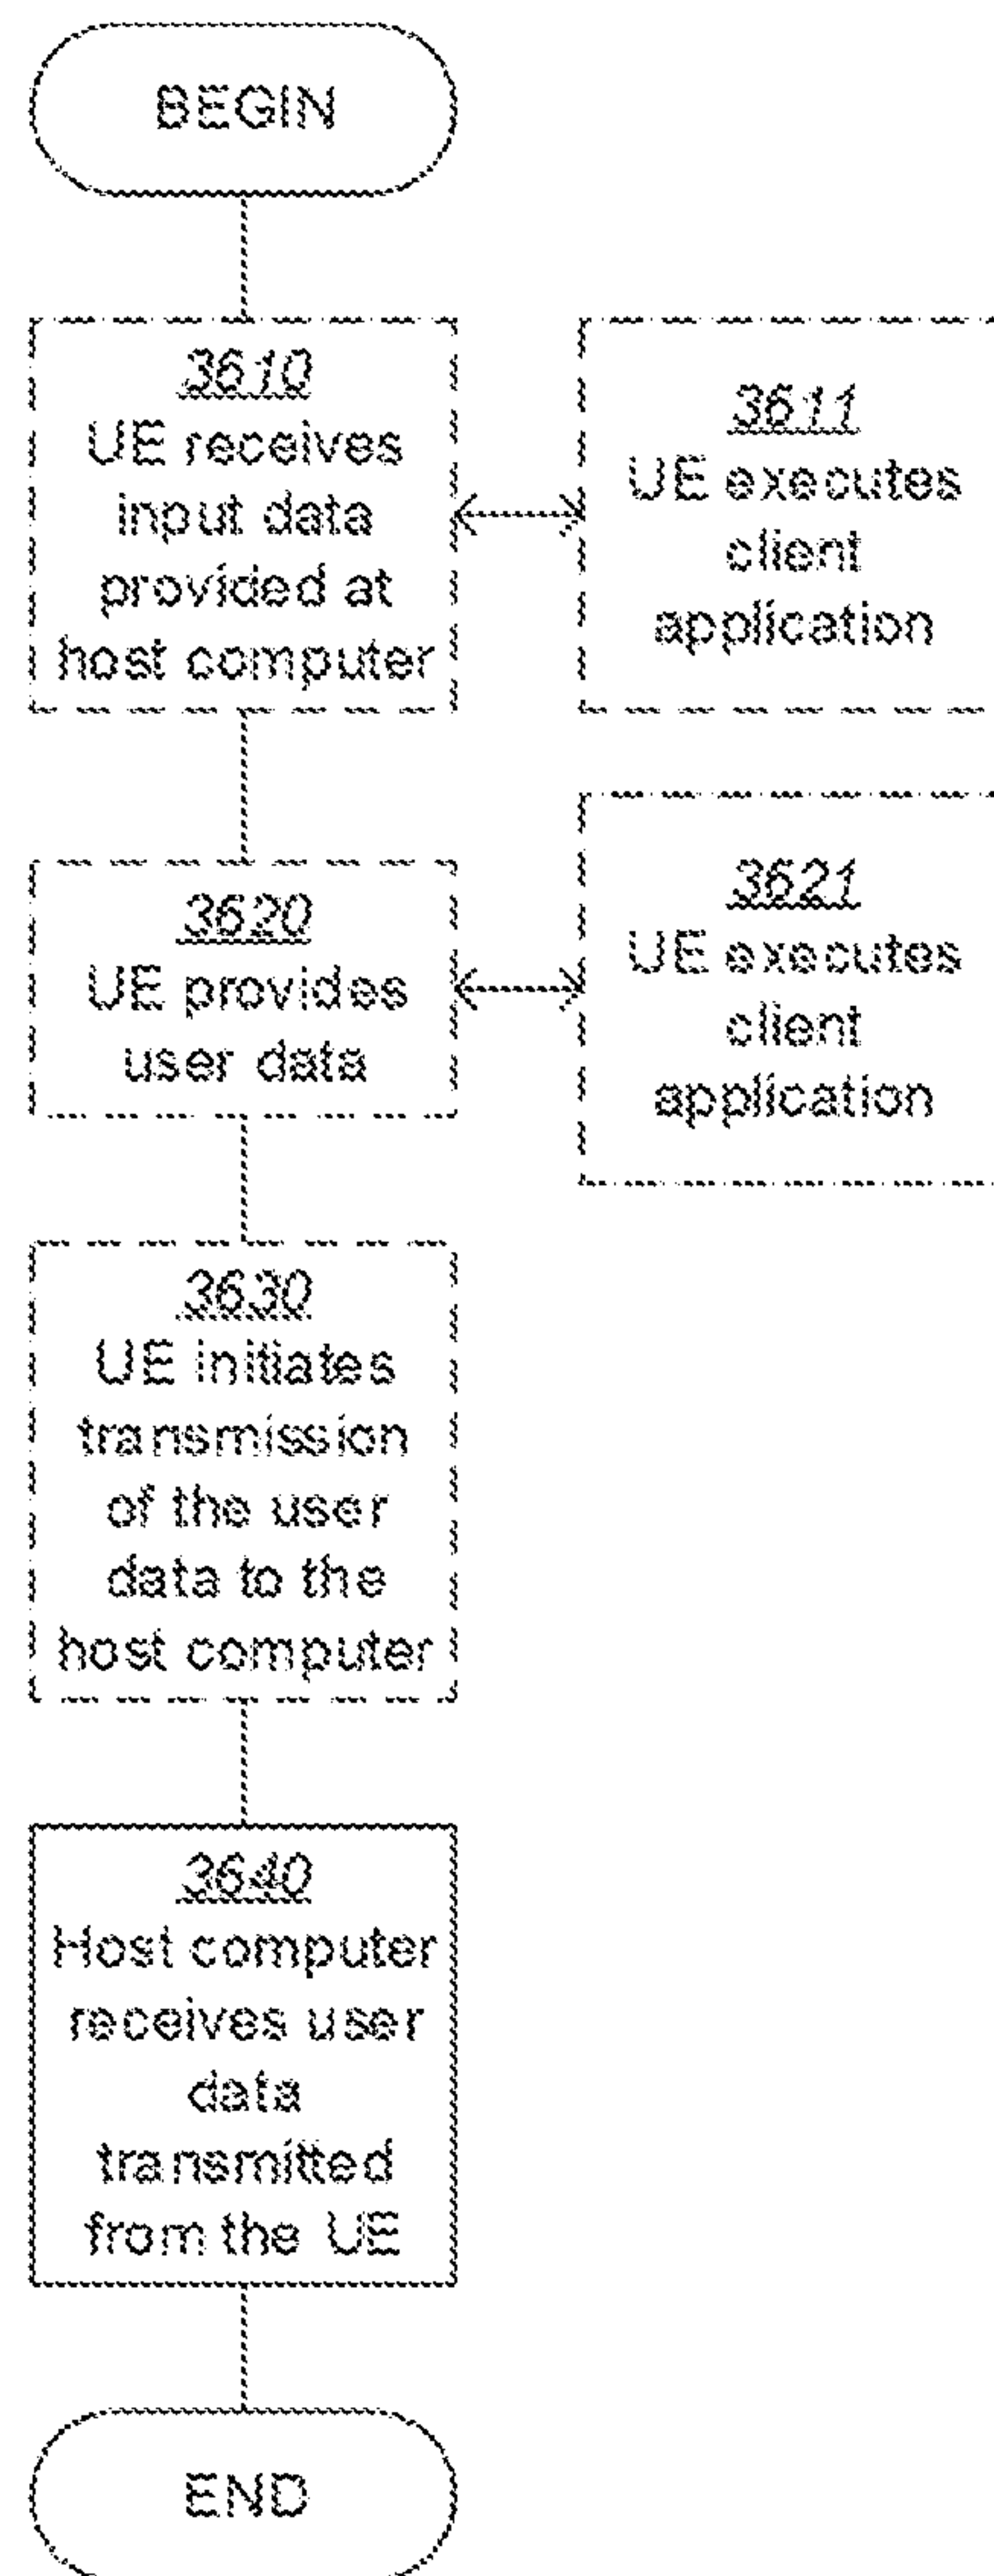 BEGIN
3610
UE receives
input data
provided at
host computer
3611
UE executes
client
application
3620
UE provides
user data
3621
UE executes
client
application
3630
UE initiates
transmission
of the user
data to the
host computer
3640
Host computer
receives user
data
transmitted
from the UE
END